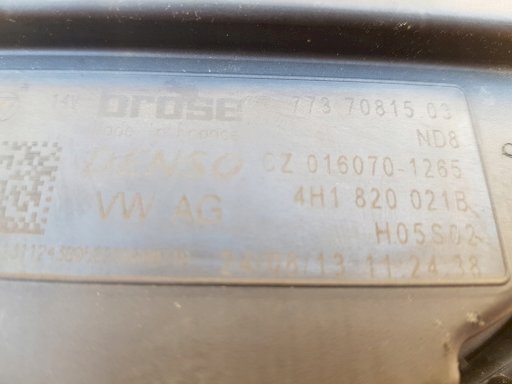 14V brose 773 70815 03
ND8
DENSO CZ 016070-1265
VW AG 4H1 820 021B
H05S02
13 11:24:38